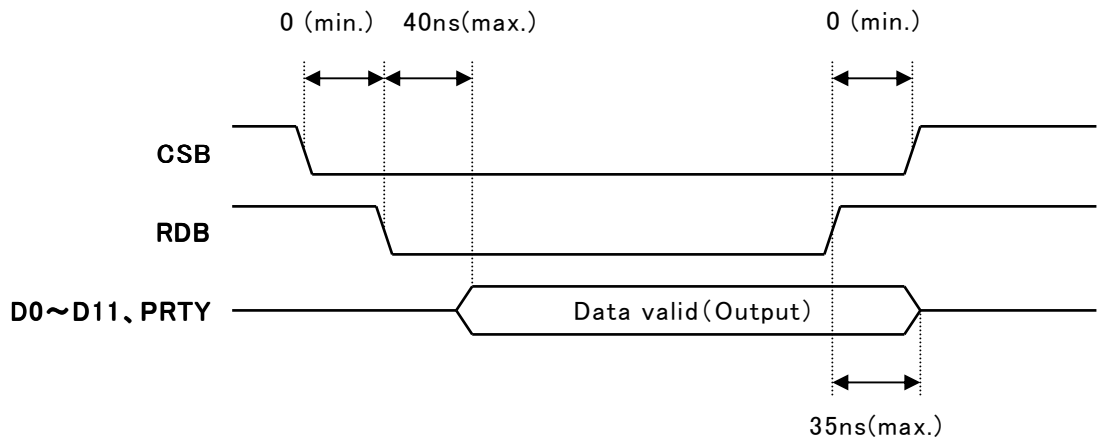 0 (min.) 40ns(max.) 0 (min.)
CSB
RDB
D0～D11、PRTY Data valid(Output)
35ns(max.)